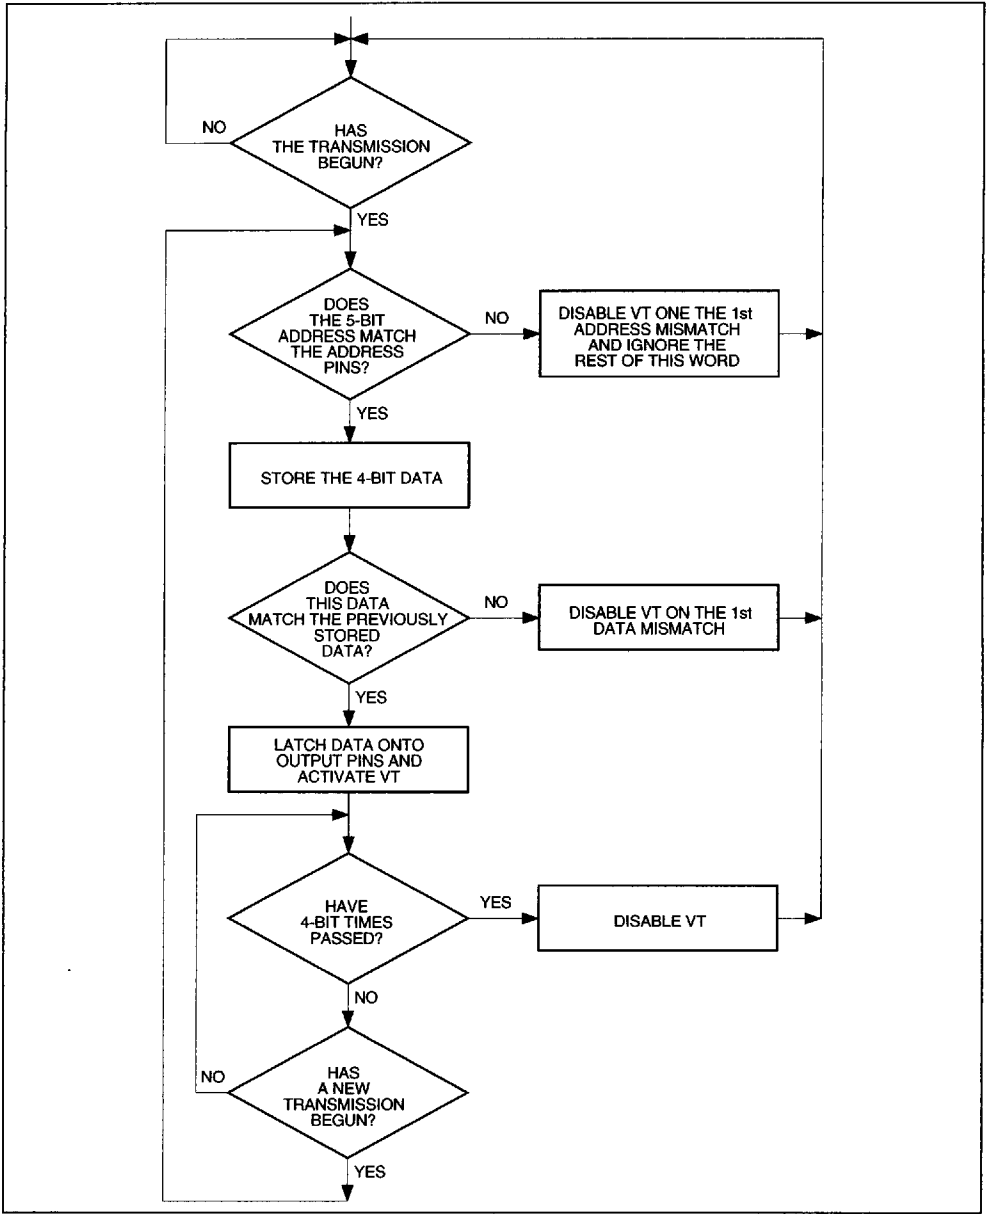 HAS
THE TRANSMISSION
BEGUN?
NO
YES
DOES
THE 5-BIT
ADDRESS MATCH
THE ADDRESS
PINS?
NO
DISABLE VT ONE THE 1st
ADDRESS MISMATCH
AND IGNORE THE
REST OF THIS WORD
YES
STORE THE 4-BIT DATA
DOES
THIS DATA
MATCH THE PREVIOUSLY
STORED
DATA?
NO
DISABLE VT ON THE 1st
DATA MISMATCH
YES
LATCH DATA ONTO
OUTPUT PINS AND
ACTIVATE VT
HAVE
4-BIT TIMES
PASSED?
YES
DISABLE VT
NO
HAS
A NEW
TRANSMISSION
BEGUN?
NO
YES